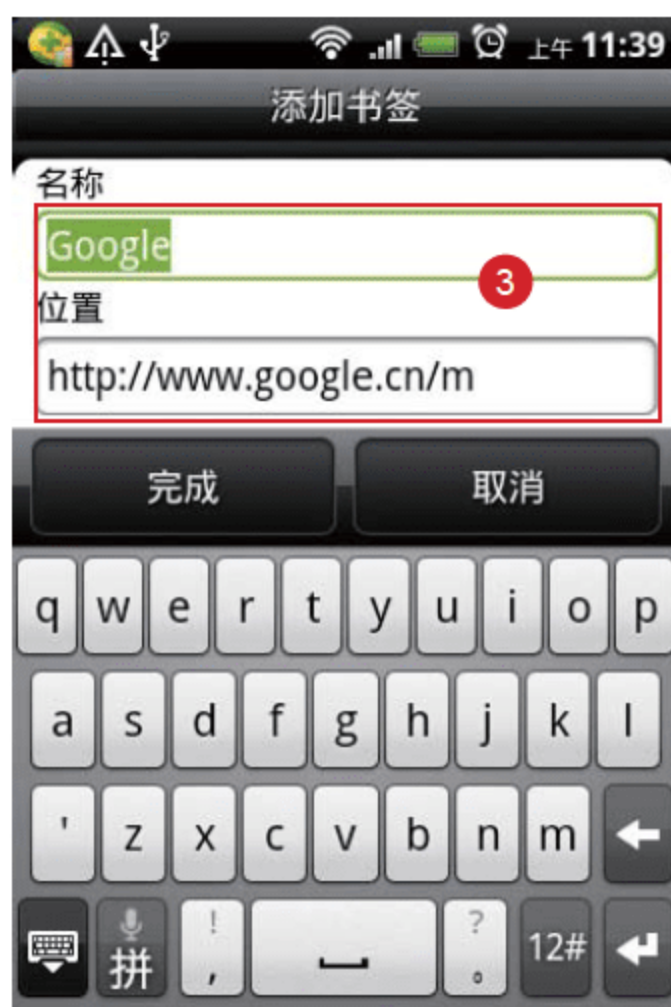 上午 11:39
添加书签
名称
Google
3
位置
http://www.google.cn/m
完成 取消
q w e r t y u i o p
a s d f g h j k l
' z x c v b n m
拼 ! , ? 。 12#